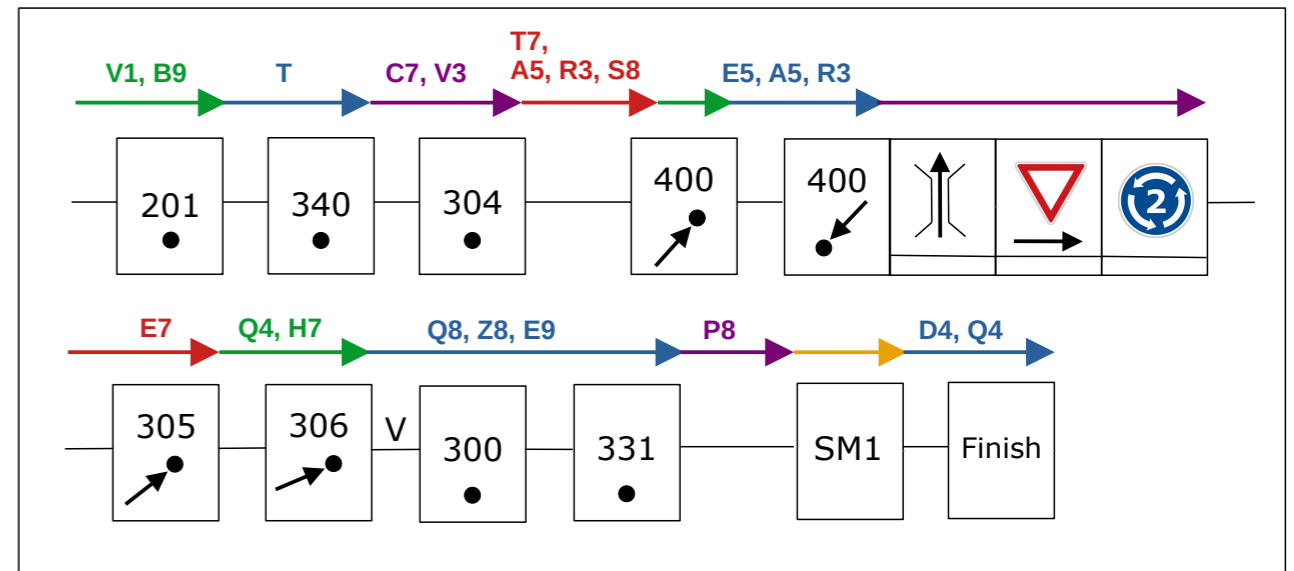 V1, B9 T C7, V3 T7,
A5, R3, S8 E5, A5, R3
201 340 304 400 400 2
E7 Q4, H7 Q8, Z8, E9 P8 D4, Q4
305 306 V 300 331 SM1 Finish